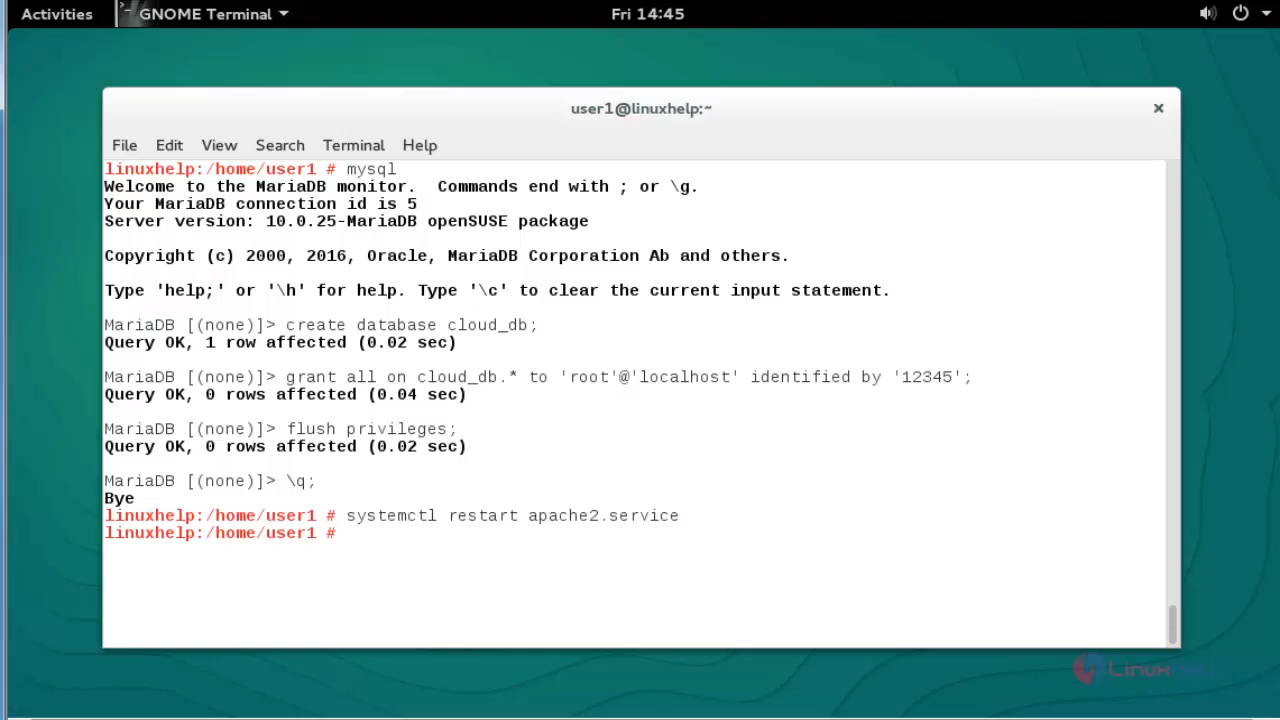 Activities GNOME Terminal Fri 14:45
user1@linuxhelp:~
File Edit View Search Terminal Help
linuxhelp:/home/user1 # mysql
Welcome to the MariaDB monitor.  Commands end with ; or \g.
Your MariaDB connection id is 5
Server version: 10.0.25-MariaDB openSUSE package
Copyright (c) 2000, 2016, Oracle, MariaDB Corporation Ab and others.
Type 'help;' or '\h' for help. Type '\c' to clear the current input statement.
MariaDB [(none)]> create database cloud_db;
Query OK, 1 row affected (0.02 sec)
MariaDB [(none)]> grant all on cloud_db.* to 'root'@'localhost' identified by '12345';
Query OK, 0 rows affected (0.04 sec)
MariaDB [(none)]> flush privileges;
Query OK, 0 rows affected (0.02 sec)
MariaDB [(none)]> \q;
Bye
linuxhelp:/home/user1 # systemctl restart apache2.service
linuxhelp:/home/user1 #